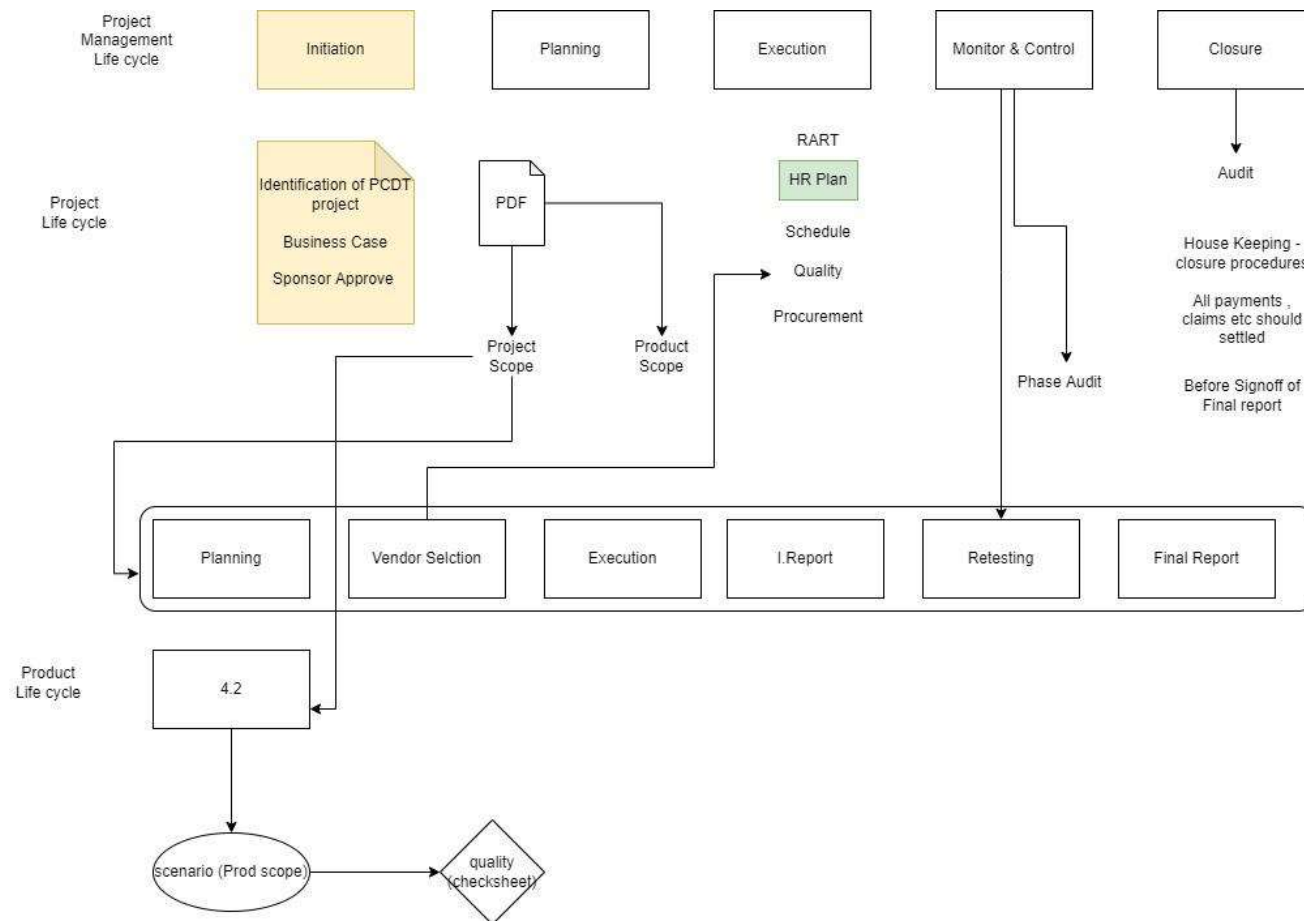 Project
Management
Life cycle
Initiation
Planning
Execution
Monitor & Control
Closure
Project
Life cycle
Identification of PCDT
project
Business Case
Sponsor Approve
PDF
Project
Scope
Product
Scope
RART
HR Plan
Schedule
Quality
Procurement
Phase Audit
Audit
House Keeping -
closure procedures
All payments ,
claims etc should
settled
Before Signoff of
Final report
Planning
Vendor Selction
Execution
I.Report
Retesting
Final Report
Product
Life cycle
4.2
scenario (Prod scope)
quality
(checksheet)